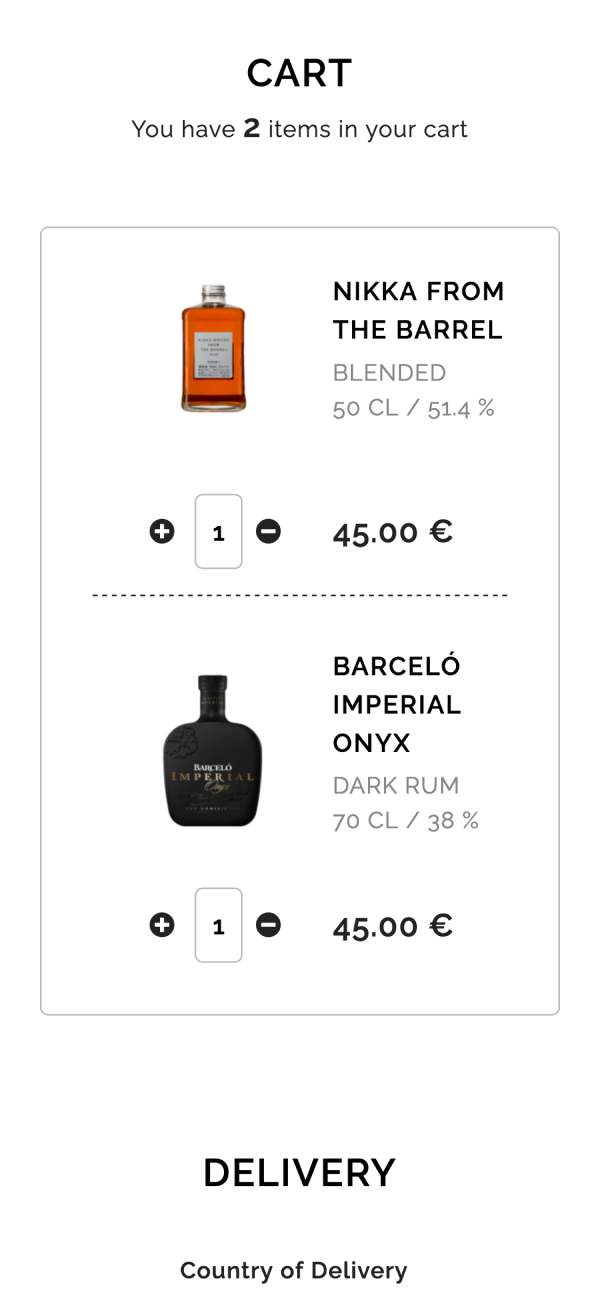 CART
You have 2 items in your cart
NIKKA FROM
THE BARREL
BLENDED
50 CL / 51.4 %
1
45.00 €
BARCELÓ
IMPERIAL
Onyx
BARCELÓ
IMPERIAL
ONYX
DARK RUM
70 CL / 38 %
1
45.00 €
DELIVERY
Country of Delivery